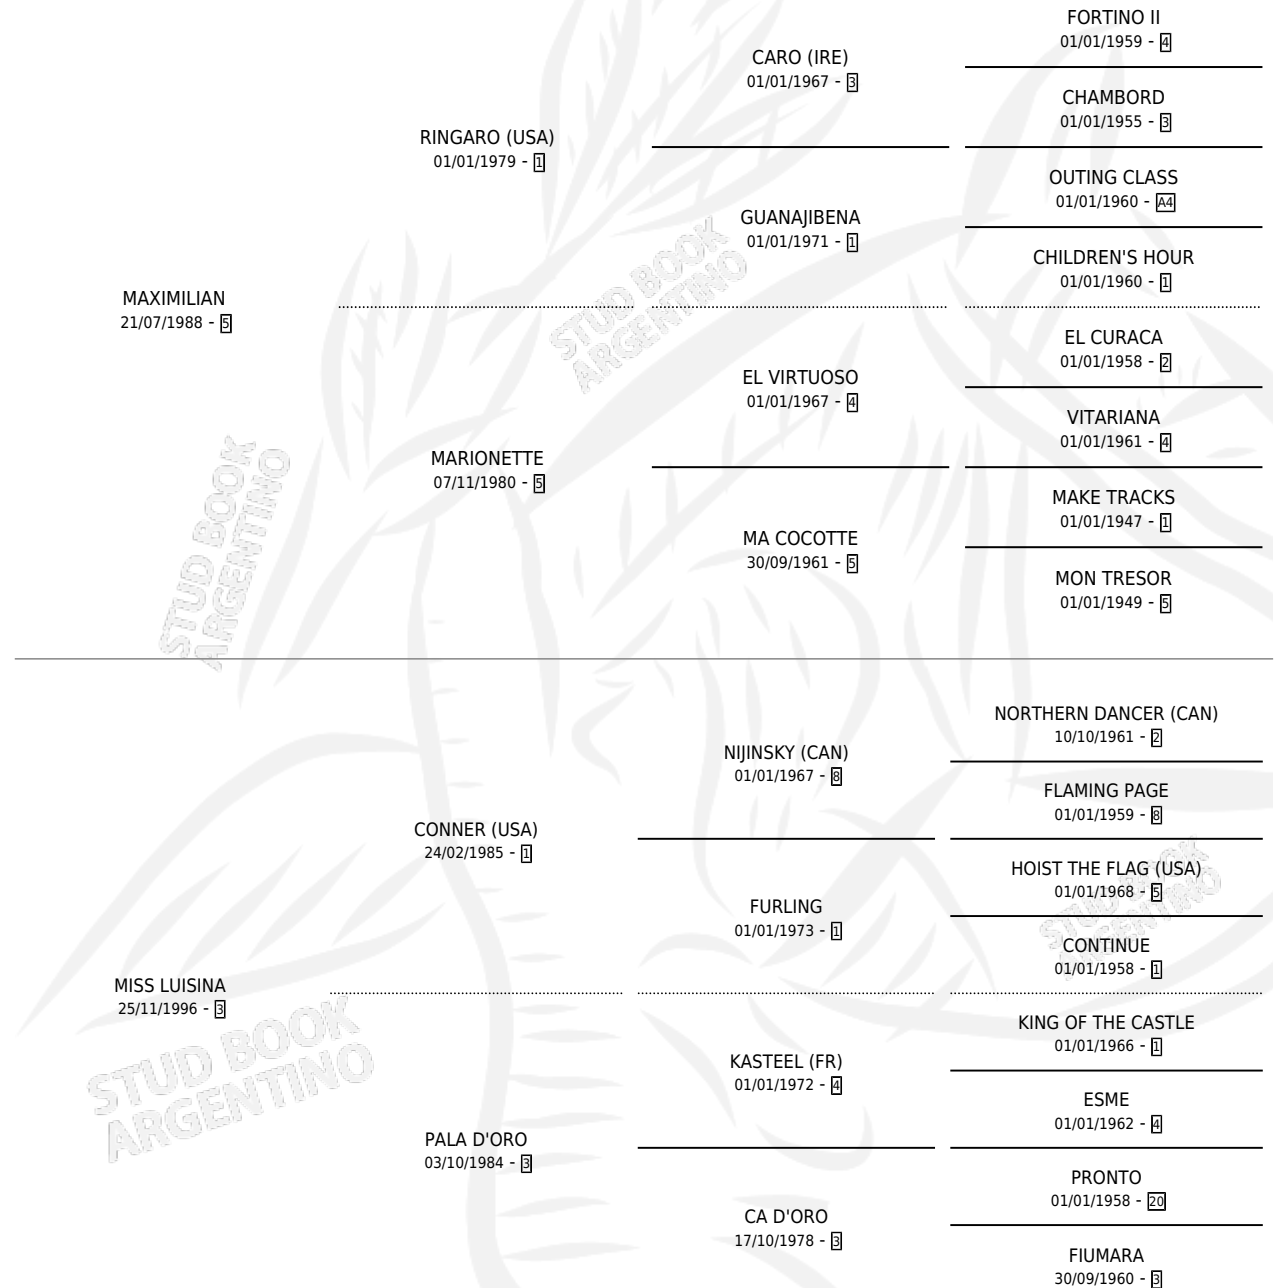 FORTINO II
01/01/1959 - 4
CARO (IRE)
01/01/1967 - 3
CHAMBORD
01/01/1955 - 3
RINGARO (USA)
01/01/1979 - 1
OUTING CLASS
01/01/1960 - A4
GUANAJIBENA
01/01/1971 - 1
CHILDREN'S HOUR
01/01/1960 - 1
MAXIMILIAN
21/07/1988 - 5
EL CURACA
01/01/1958 - 2
EL VIRTUOSO
01/01/1967 - 4
VITARIANA
01/01/1961 - 4
MARIONETTE
07/11/1980 - 5
MAKE TRACKS
01/01/1947 - 1
MA COCOTTE
30/09/1961 - 5
MON TRESOR
01/01/1949 - 5
STUD BOOK
ARGENTINO
STUD BOOK
ARGENTINO
NORTHERN DANCER (CAN)
10/10/1961 - 2
NIJINSKY (CAN)
01/01/1967 - 8
FLAMING PAGE
01/01/1959 - 8
CONNER (USA)
24/02/1985 - 1
HOIST THE FLAG (USA)
01/01/1968 - 5
FURLING
01/01/1973 - 1
CONTINUE
01/01/1958 - 1
MISS LUISINA
25/11/1996 - 3
KING OF THE CASTLE
01/01/1966 - 1
KASTEEL (FR)
01/01/1972 - 4
ESME
01/01/1962 - 4
PALA D'ORO
03/10/1984 - 3
PRONTO
01/01/1958 - 20
CA D'ORO
17/10/1978 - 3
FIUMARA
30/09/1960 - 3
STUD BOOK
ARGENTINO
STUD BOOK
ARGENTINO